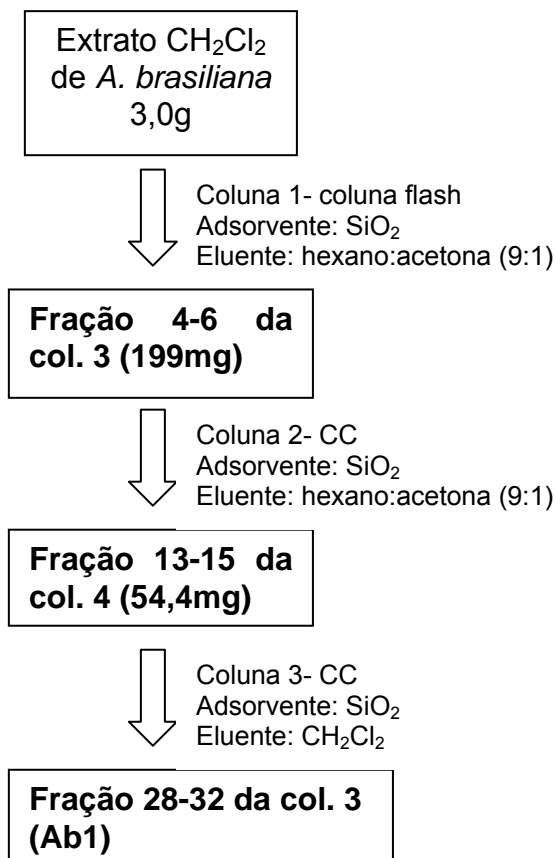 Extrato CH₂Cl₂
de A. brasiliana
3,0g
Coluna 1- coluna flash
Adsorvente: SiO₂
Eluente: hexano:acetona (9:1)
Fração 4-6 da
col. 3 (199mg)
Coluna 2- CC
Adsorvente: SiO₂
Eluente: hexano:acetona (9:1)
Fração 13-15 da
col. 4 (54,4mg)
Coluna 3- CC
Adsorvente: SiO₂
Eluente: CH₂Cl₂
Fração 28-32 da col. 3
(Ab1)